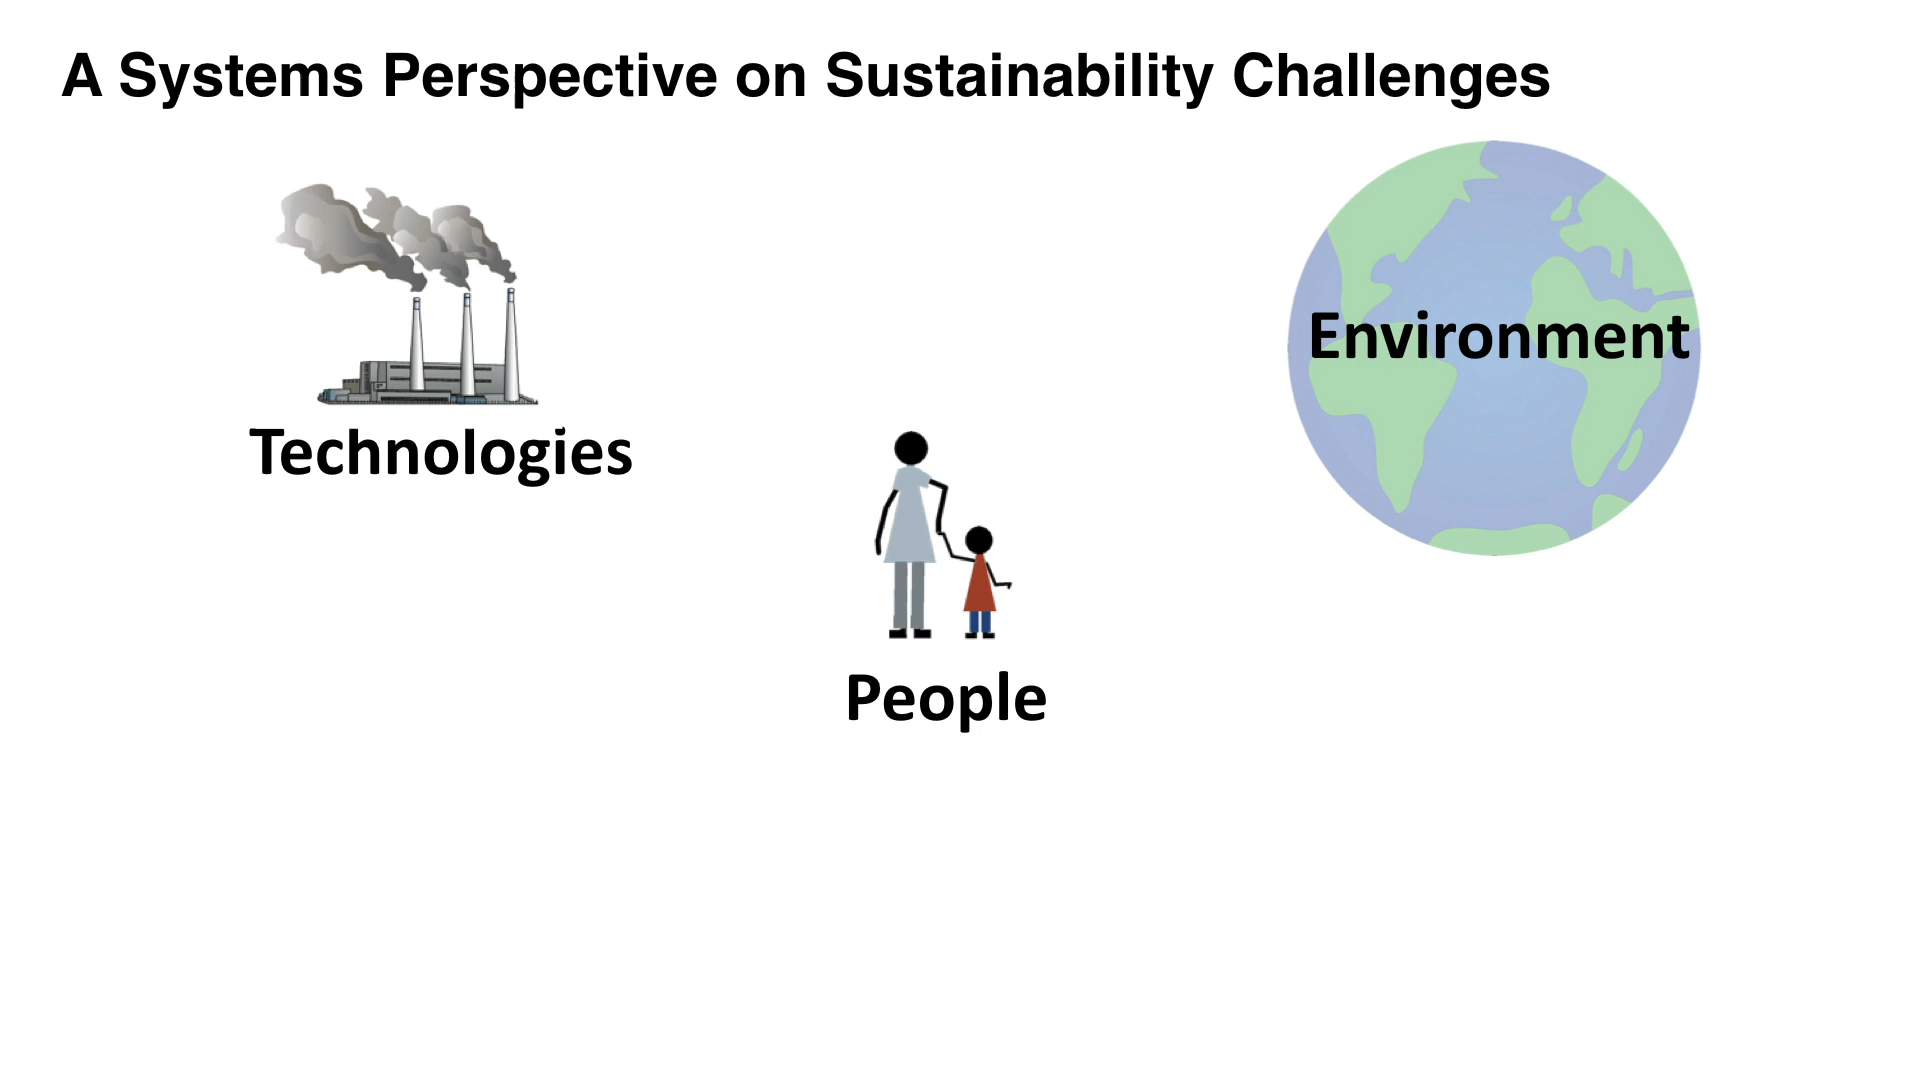 A Systems Perspective on Sustainability Challenges
Environment
Technologies
People